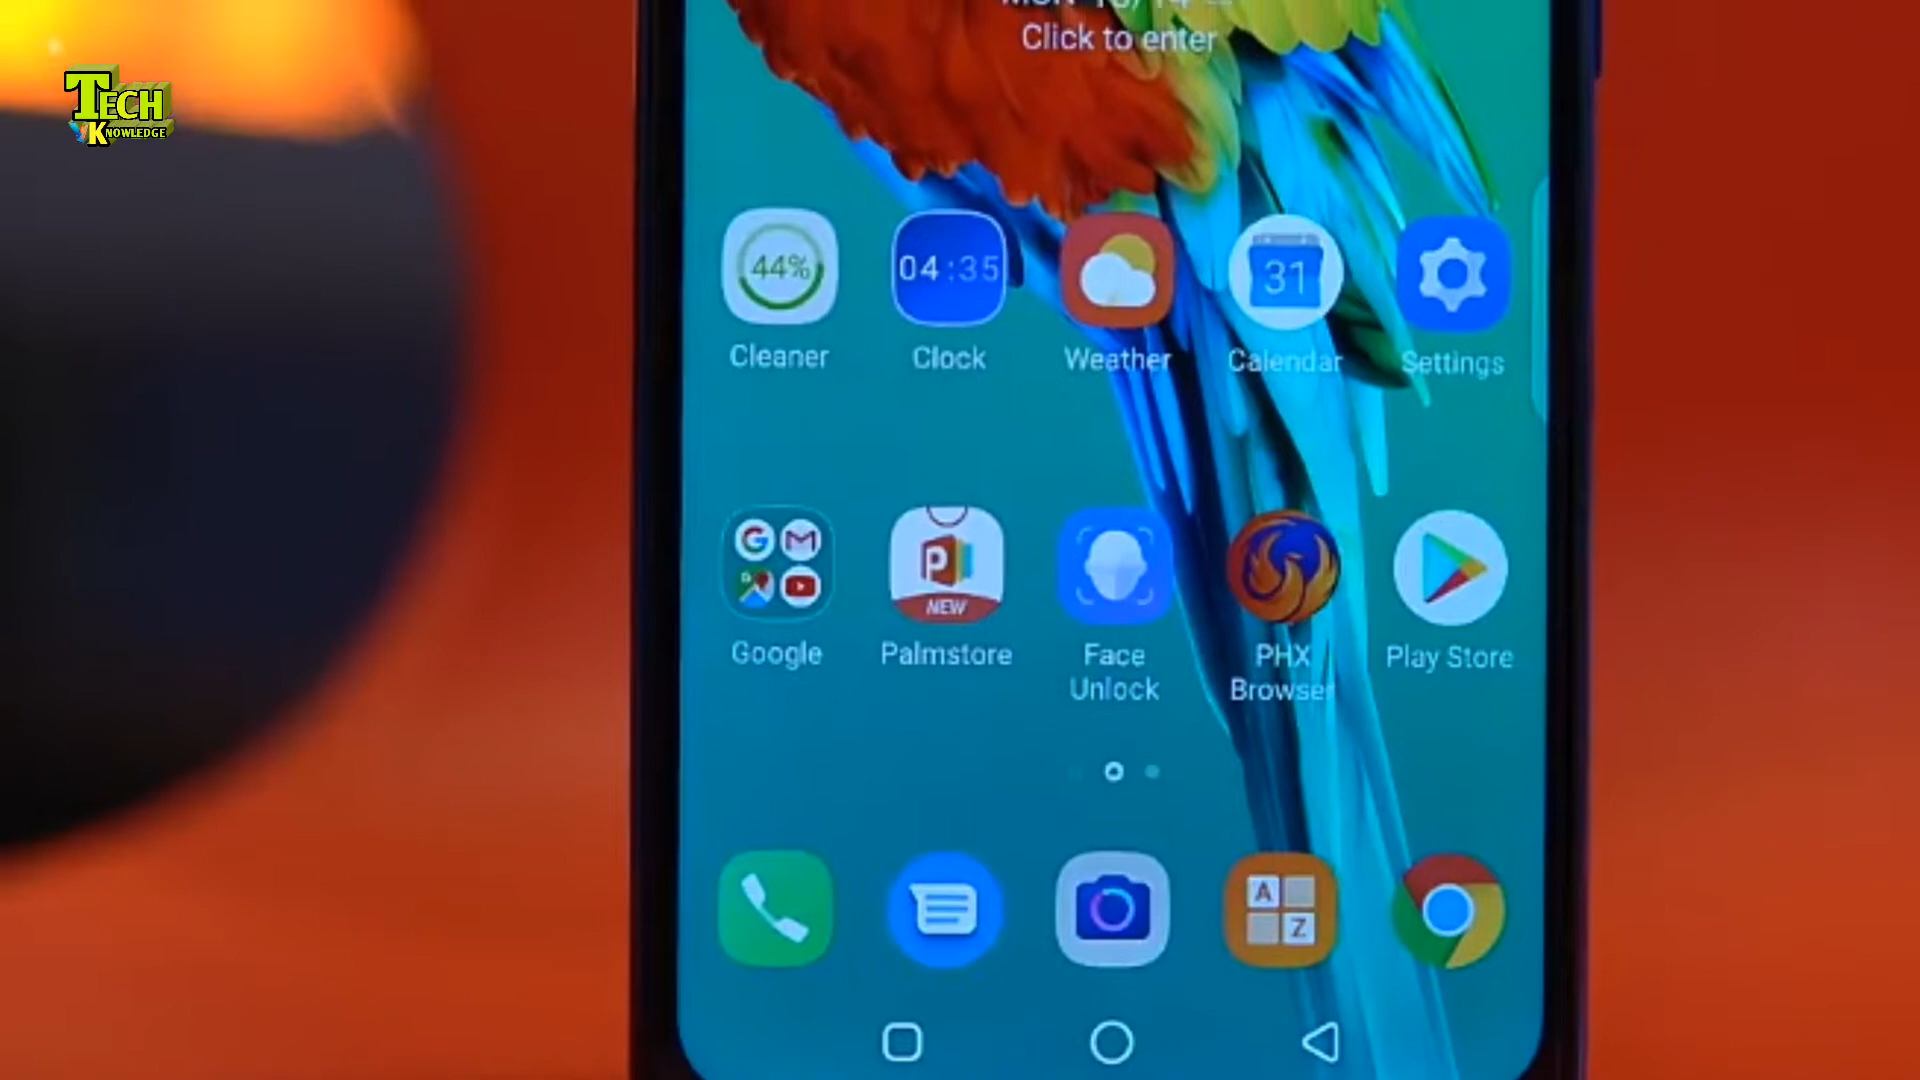 Click to enter
TECH
KNOWLEDGE
44%
04:35
31
Cleaner
Clock
Weather
Calendar
Settings
G
P
NEW
Google
Palmstore
Face
Unlock
PHX
Browser
Play Store
A
Z